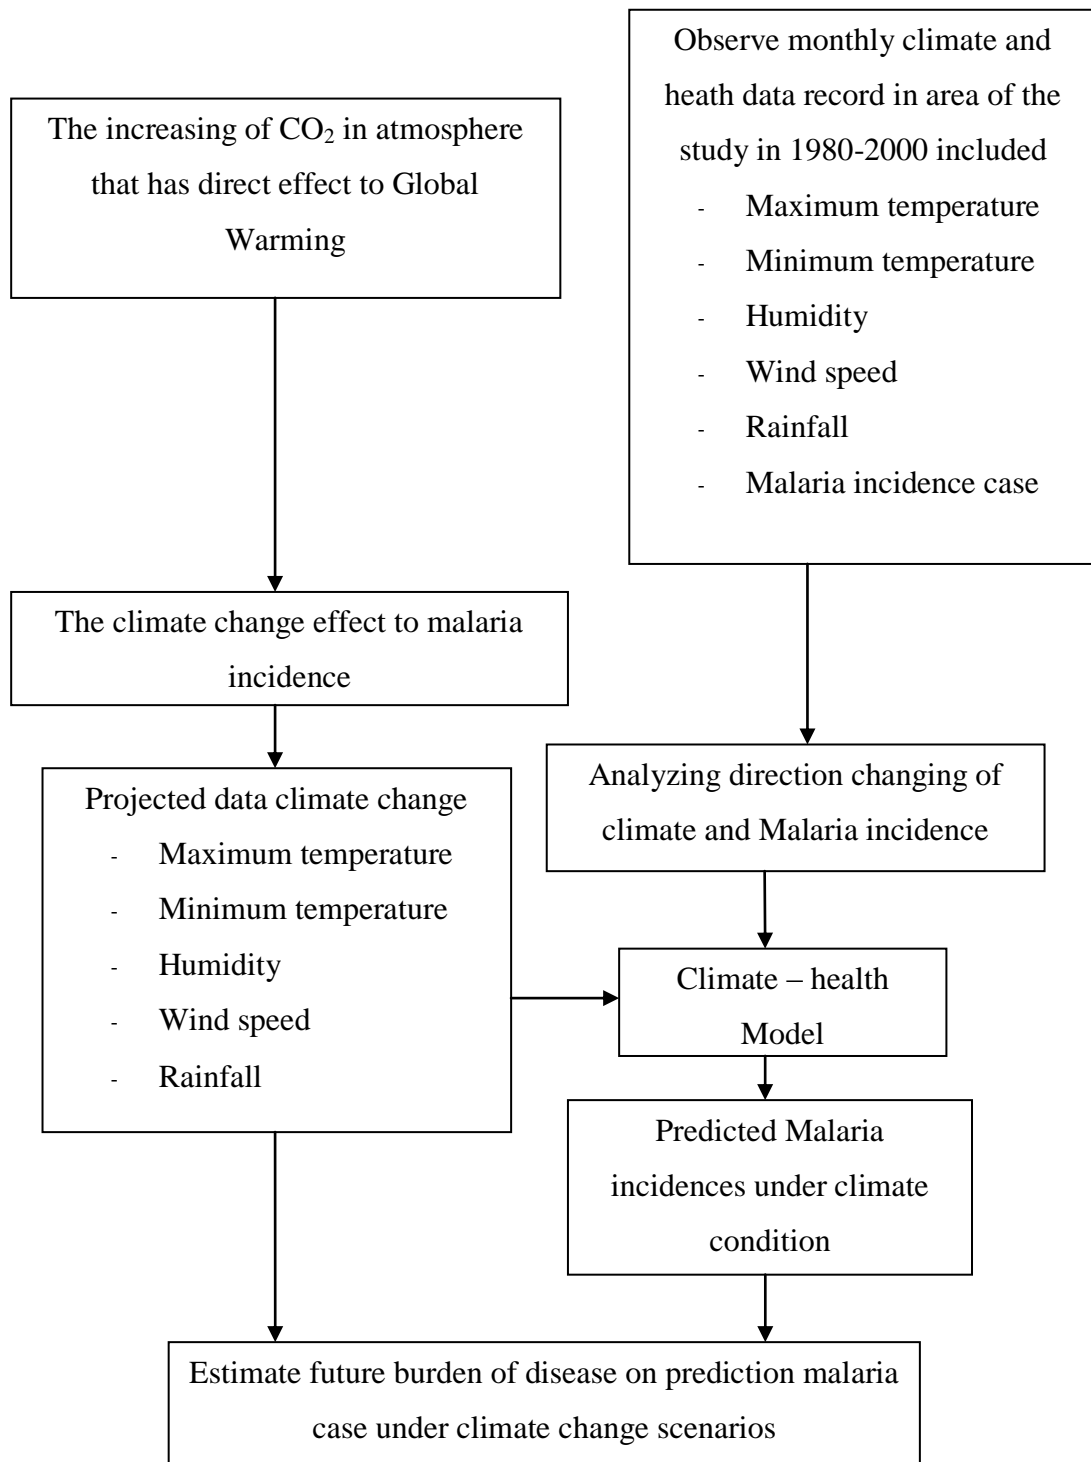 The increasing of CO₂ in atmosphere
that has direct effect to Global
Warming
Observe monthly climate and
heath data record in area of the
study in 1980-2000 included
- Maximum temperature
- Minimum temperature
- Humidity
- Wind speed
- Rainfall
- Malaria incidence case
The climate change effect to malaria
incidence
Projected data climate change
- Maximum temperature
- Minimum temperature
- Humidity
- Wind speed
- Rainfall
Analyzing direction changing of
climate and Malaria incidence
Climate – health
Model
Predicted Malaria
incidences under climate
condition
Estimate future burden of disease on prediction malaria
case under climate change scenarios